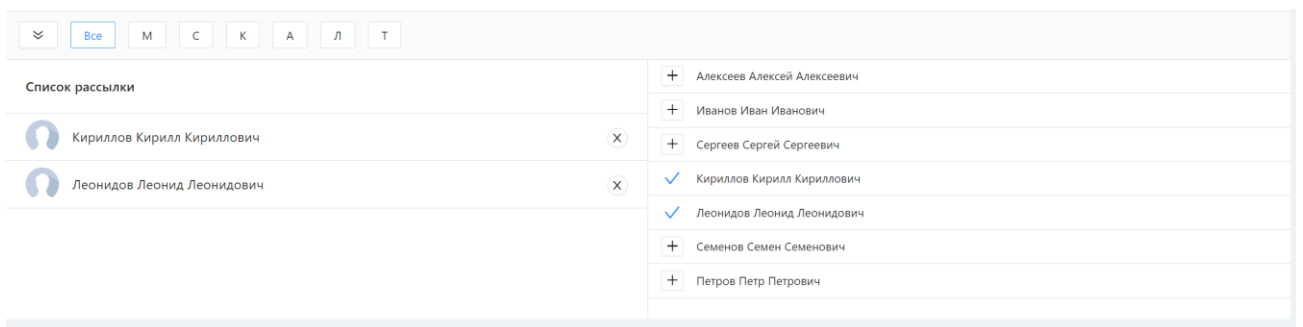 Все М С К А Л Т
Список рассылки
Кириллов Кирилл Кириллович
Леонидов Леонид Леонидович
Алексеев Алексей Алексеевич
Иванов Иван Иванович
Сергеев Сергей Сергеевич
Кириллов Кирилл Кириллович
Леонидов Леонид Леонидович
Семенов Семен Семенович
Петров Петр Петрович